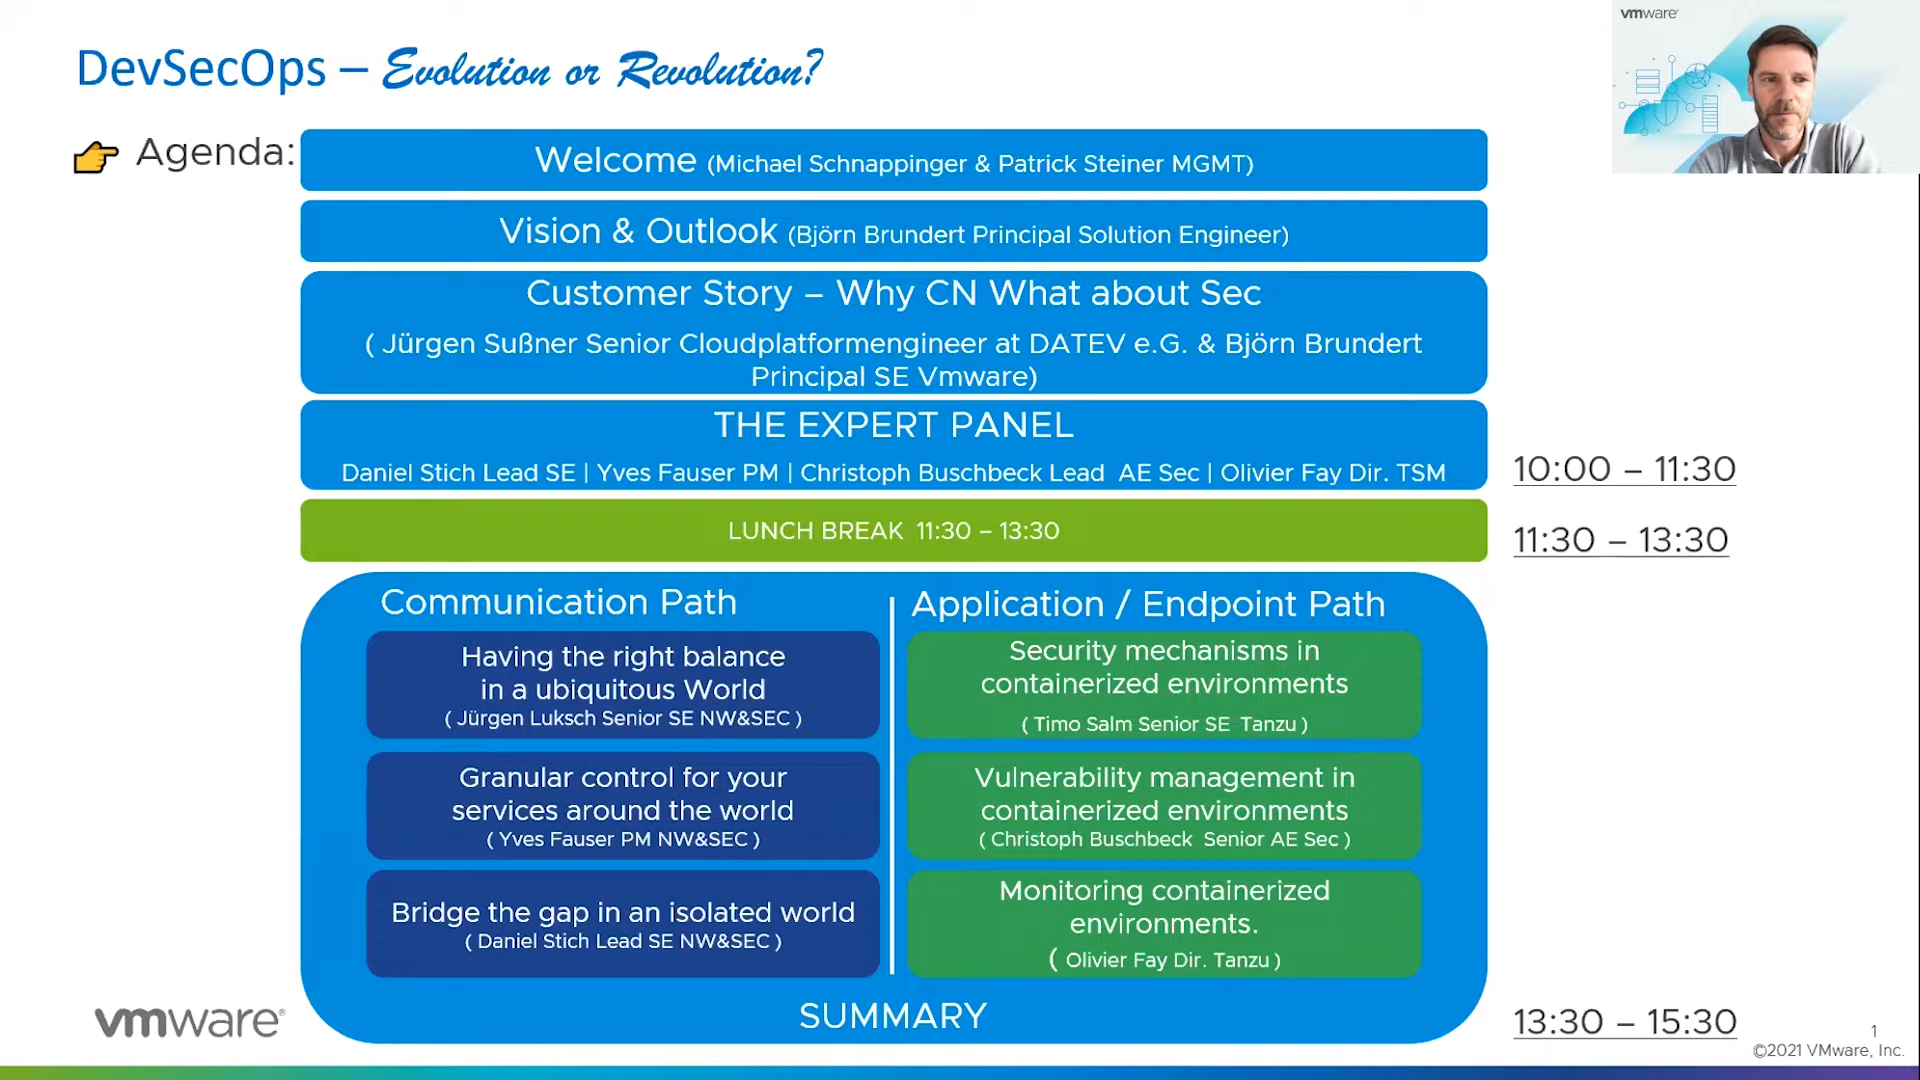 DevSecOps – Evolution or Revolution?
vmware
Agenda:
Welcome (Michael Schnappinger & Patrick Steiner MGMT)
Vision & Outlook (Björn Brundert Principal Solution Engineer)
Customer Story – Why CN What about Sec
( Jürgen Sußner Senior Cloudplatformengineer at DATEV e.G. & Björn Brundert
Principal SE Vmware)
THE EXPERT PANEL
Daniel Stich Lead SE | Yves Fauser PM | Christoph Buschbeck Lead AE Sec | Olivier Fay Dir. TSM
10:00 – 11:30
LUNCH BREAK 11:30 – 13:30
11:30 – 13:30
Communication Path
Having the right balance
in a ubiquitous World
( Jürgen Luksch Senior SE NW&SEC )
Granular control for your
services around the world
( Yves Fauser PM NW&SEC )
Bridge the gap in an isolated world
( Daniel Stich Lead SE NW&SEC )
Application / Endpoint Path
Security mechanisms in
containerized environments
( Timo Salm Senior SE Tanzu )
Vulnerability management in
containerized environments
( Christoph Buschbeck Senior AE Sec )
Monitoring containerized
environments.
( Olivier Fay Dir. Tanzu )
SUMMARY
13:30 – 15:30
vmware®
1
©2021 VMware, Inc.